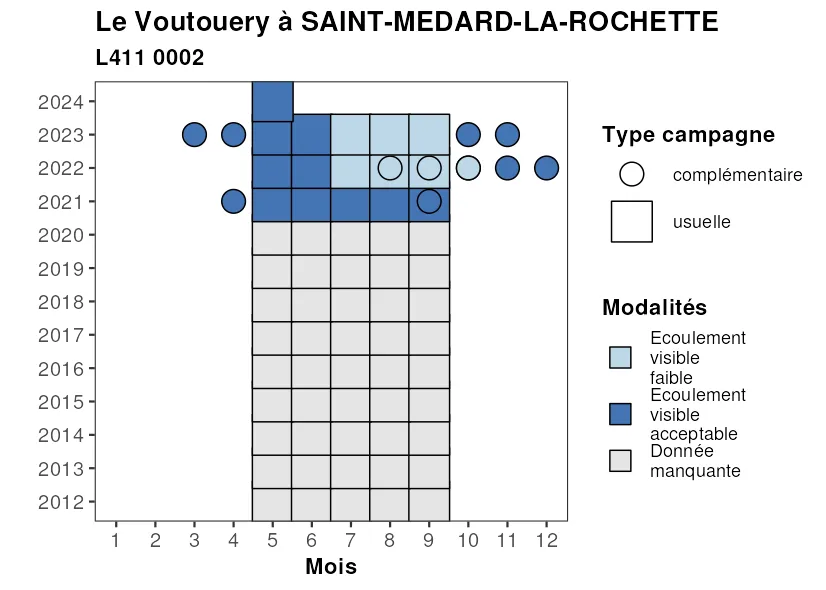 Le Voutouery à SAINT-MEDARD-LA-ROCHETTE
L411 0002
2024
2023
2022
2021
2020
2019
2018
2017
2016
2015
2014
2013
2012
1 2 3 4 5 6 7 8 9 10 11 12
Mois
Type campagne
complémentaire
usuelle
Modalités
Ecoulement
visible
faible
Ecoulement
visible
acceptable
Donnée
manquante